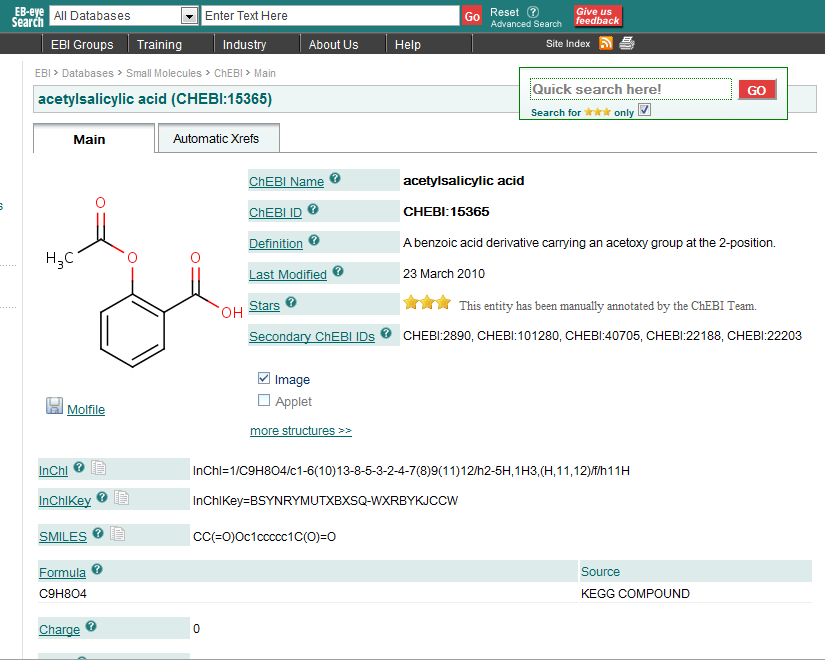 EB-eye Search All Databases Enter Text Here Go Reset ? Give us feedback
Advanced Search
EBI Groups Training Industry About Us Help Site Index
EBI > Databases > Small Molecules > ChEBI > Main
Quick search here! GO
Search for only
acetylsalicylic acid (CHEBI:15365)
Main Automatic Xrefs
s
O
H3C
O
O
OH
Molfile
ChEBI Name ? acetylsalicylic acid
ChEBI ID ? CHEBI:15365
Definition ? A benzoic acid derivative carrying an acetoxy group at the 2-position.
Last Modified ? 23 March 2010
Stars ? This entity has been manually annotated by the ChEBI Team.
Secondary ChEBI IDs ? CHEBI:2890, CHEBI:101280, CHEBI:40705, CHEBI:22188, CHEBI:22203
Image
Applet
more structures >>
InChI ? InChI=1/C9H8O4/c1-6(10)13-8-5-3-2-4-7(8)9(11)12/h2-5H,1H3,(H,11,12)/f/h11H
InChIKey ? InChIKey=BSYNRYMUTXBXSQ-WXRBYKJCCW
SMILES ? CC(=O)Oc1ccccc1C(O)=O
Formula ? Source
C9H8O4 KEGG COMPOUND
Charge ? 0